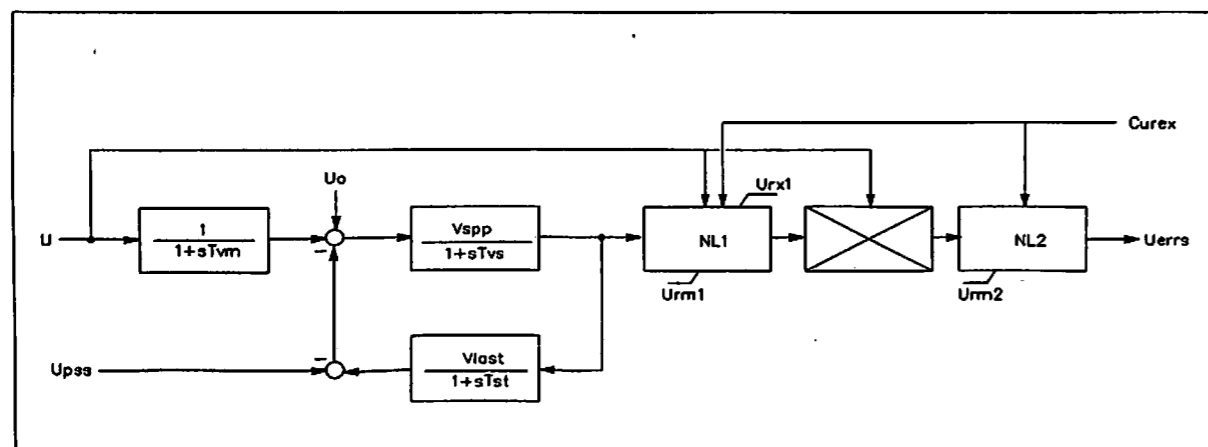 Curex
Uo
Urx1
U
1
1+sTvm
−
Vspp
1+sTvs
NL1
NL2
Uerrs
Urm1
Urm2
−
Upss
Vlast
1+sTst